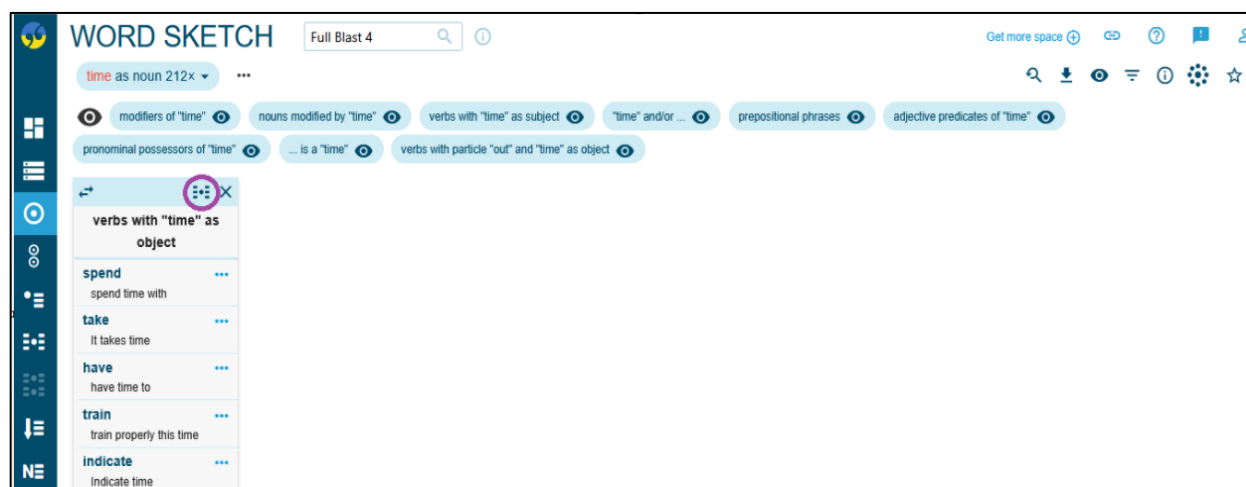 WORD SKETCH
Full Blast 4
Get more space
time as noun 212×
modifiers of "time"
nouns modified by "time"
verbs with "time" as subject
"time" and/or ...
prepositional phrases
adjective predicates of "time"
pronominal possessors of "time"
... is a "time"
verbs with particle "out" and "time" as object
verbs with "time" as
object
spend
spend time with
take
It takes time
have
have time to
train
train properly this time
indicate
Indicate time